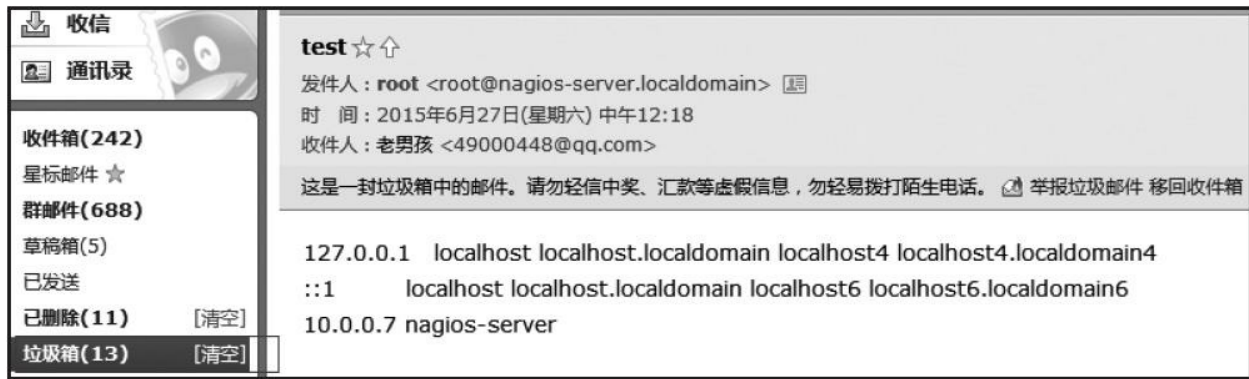 收信
通讯录
收件箱(242)
星标邮件
群邮件(688)
草稿箱(5)
已发送
已删除(11) [清空]
垃圾箱(13) [清空]
test
发件人：root <root@nagios-server.localdomain>
时 间：2015年6月27日(星期六) 中午12:18
收件人：老男孩 <49000448@qq.com>
这是一封垃圾箱中的邮件。请勿轻信中奖、汇款等虚假信息，勿轻易拨打陌生电话。 举报垃圾邮件 移回收件箱
127.0.0.1 localhost localhost.localdomain localhost4 localhost4.localdomain4
::1 localhost localhost.localdomain localhost6 localhost6.localdomain6
10.0.0.7 nagios-server